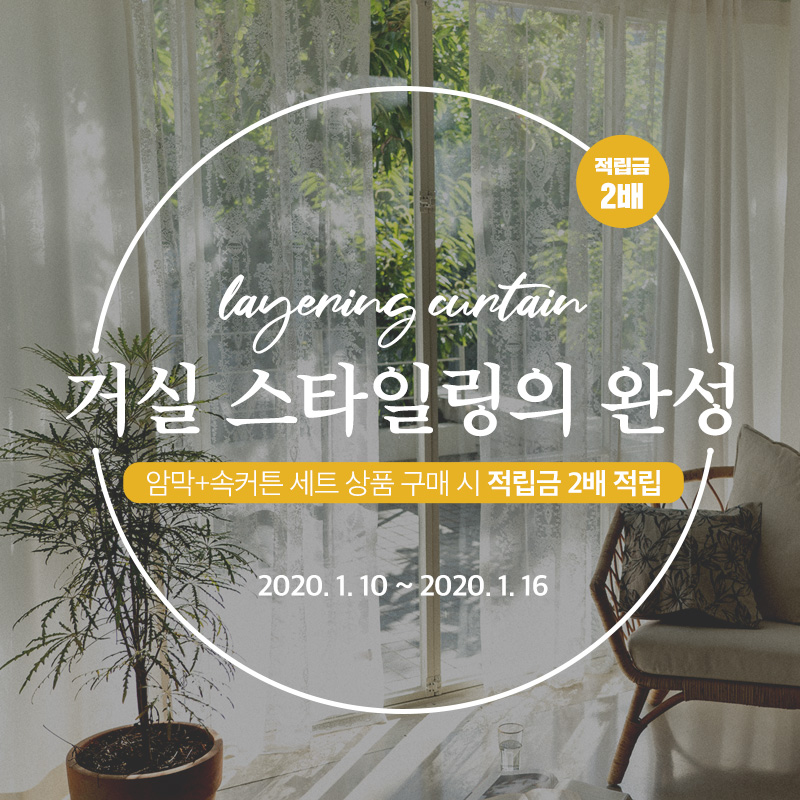 적립금
2배
layering curtain
거실 스타일링의 완성
암막+속커튼 세트 상품 구매 시 적립금 2배 적립
2020. 1. 10 ~ 2020. 1. 16